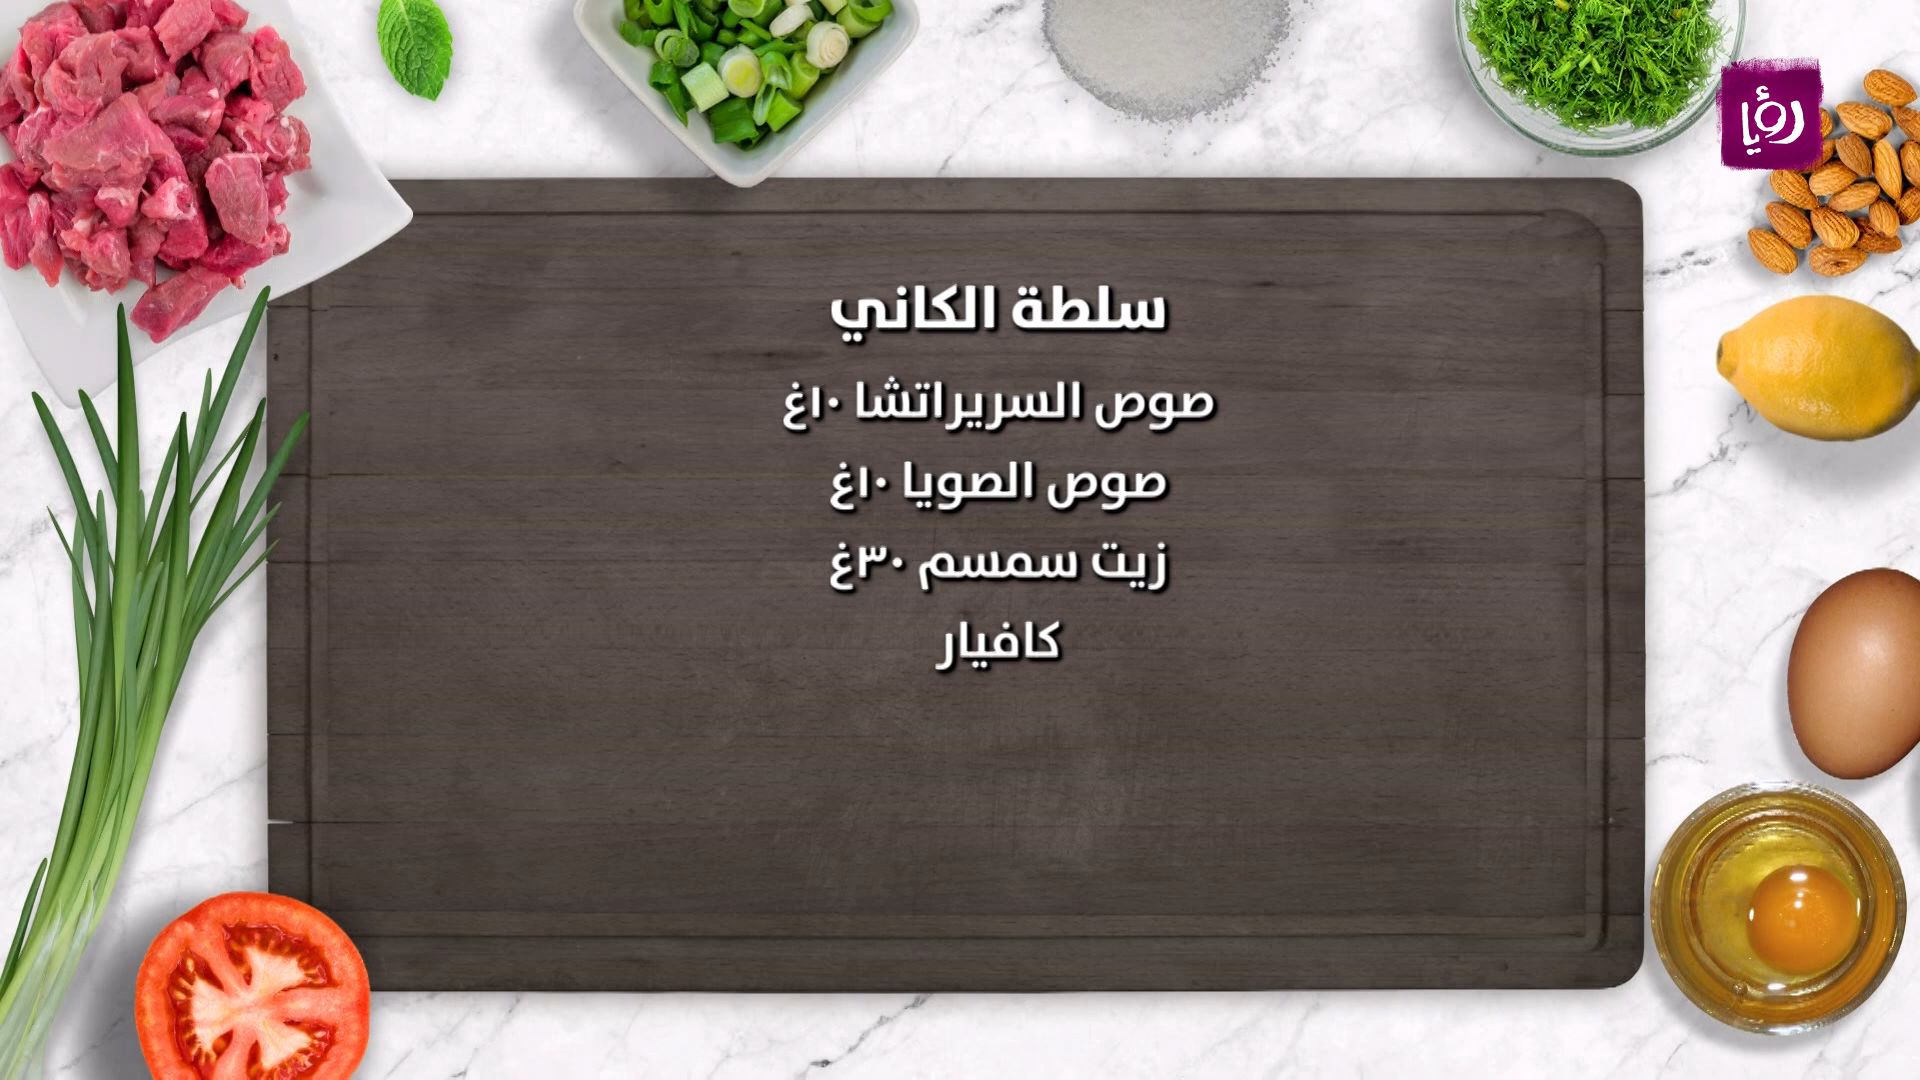 رؤيا
سلطة الكاني
صوص السريراتشا ١٠غ
صوص الصويا ١٠غ
زيت سمسم ٣٠غ
كافيار